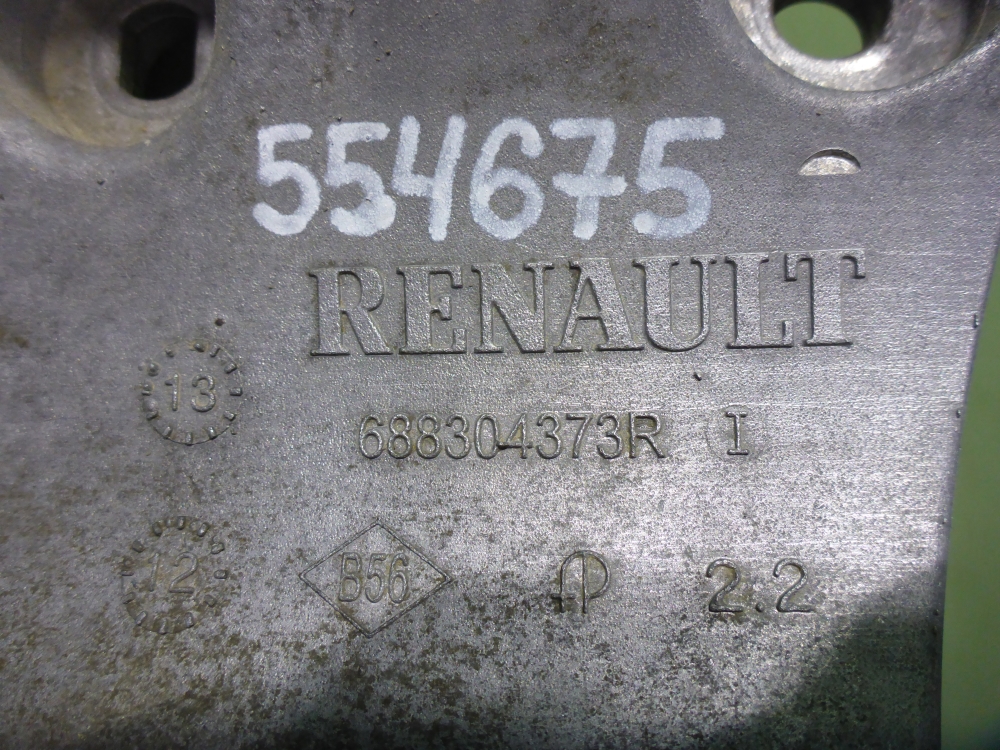 554675
RENAULT
13
688304373R I
12 B56 2.2